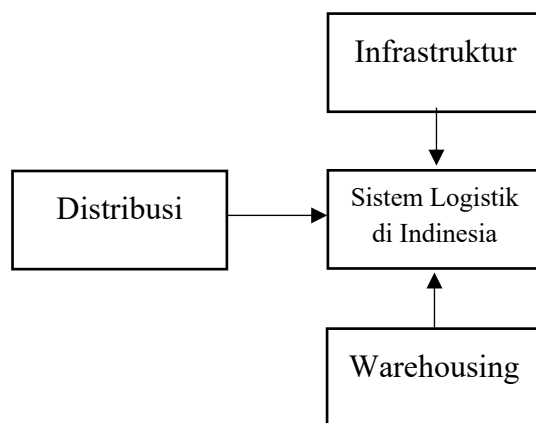 Infrastruktur
Distribusi
Sistem Logistik
di Indinesia
Warehousing